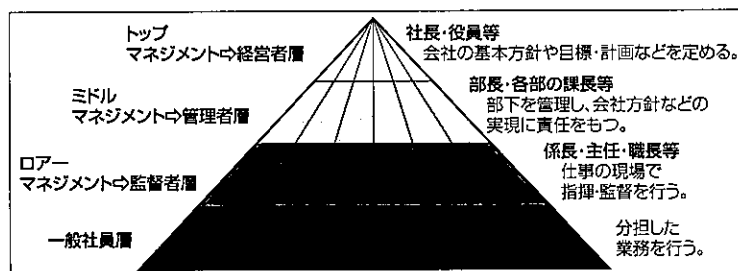 トップ
マネジメント⇨経営者層
社長・役員等
会社の基本方針や目標・計画などを定める。
ミドル
マネジメント⇨管理者層
部長・各部の課長等
部下を管理し、会社方針などの
実現に責任をもつ。
ロアー
マネジメント⇨監督者層
係長・主任・職長等
仕事の現場で
指揮・監督を行う。
一般社員層
分担した
業務を行う。